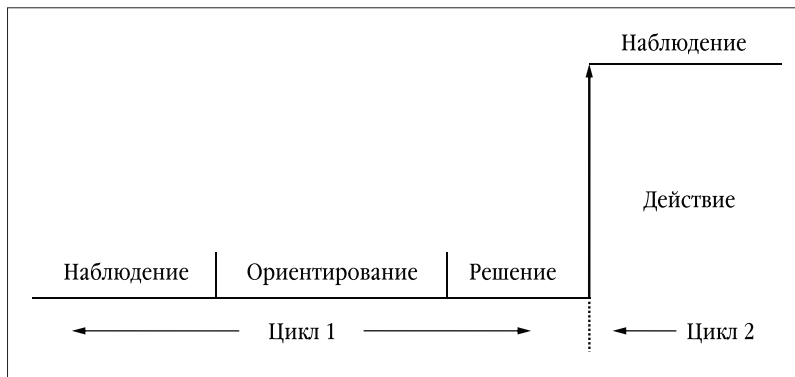 Наблюдение
Действие
Наблюдение Ориентирование Решение
Цикл 1 Цикл 2